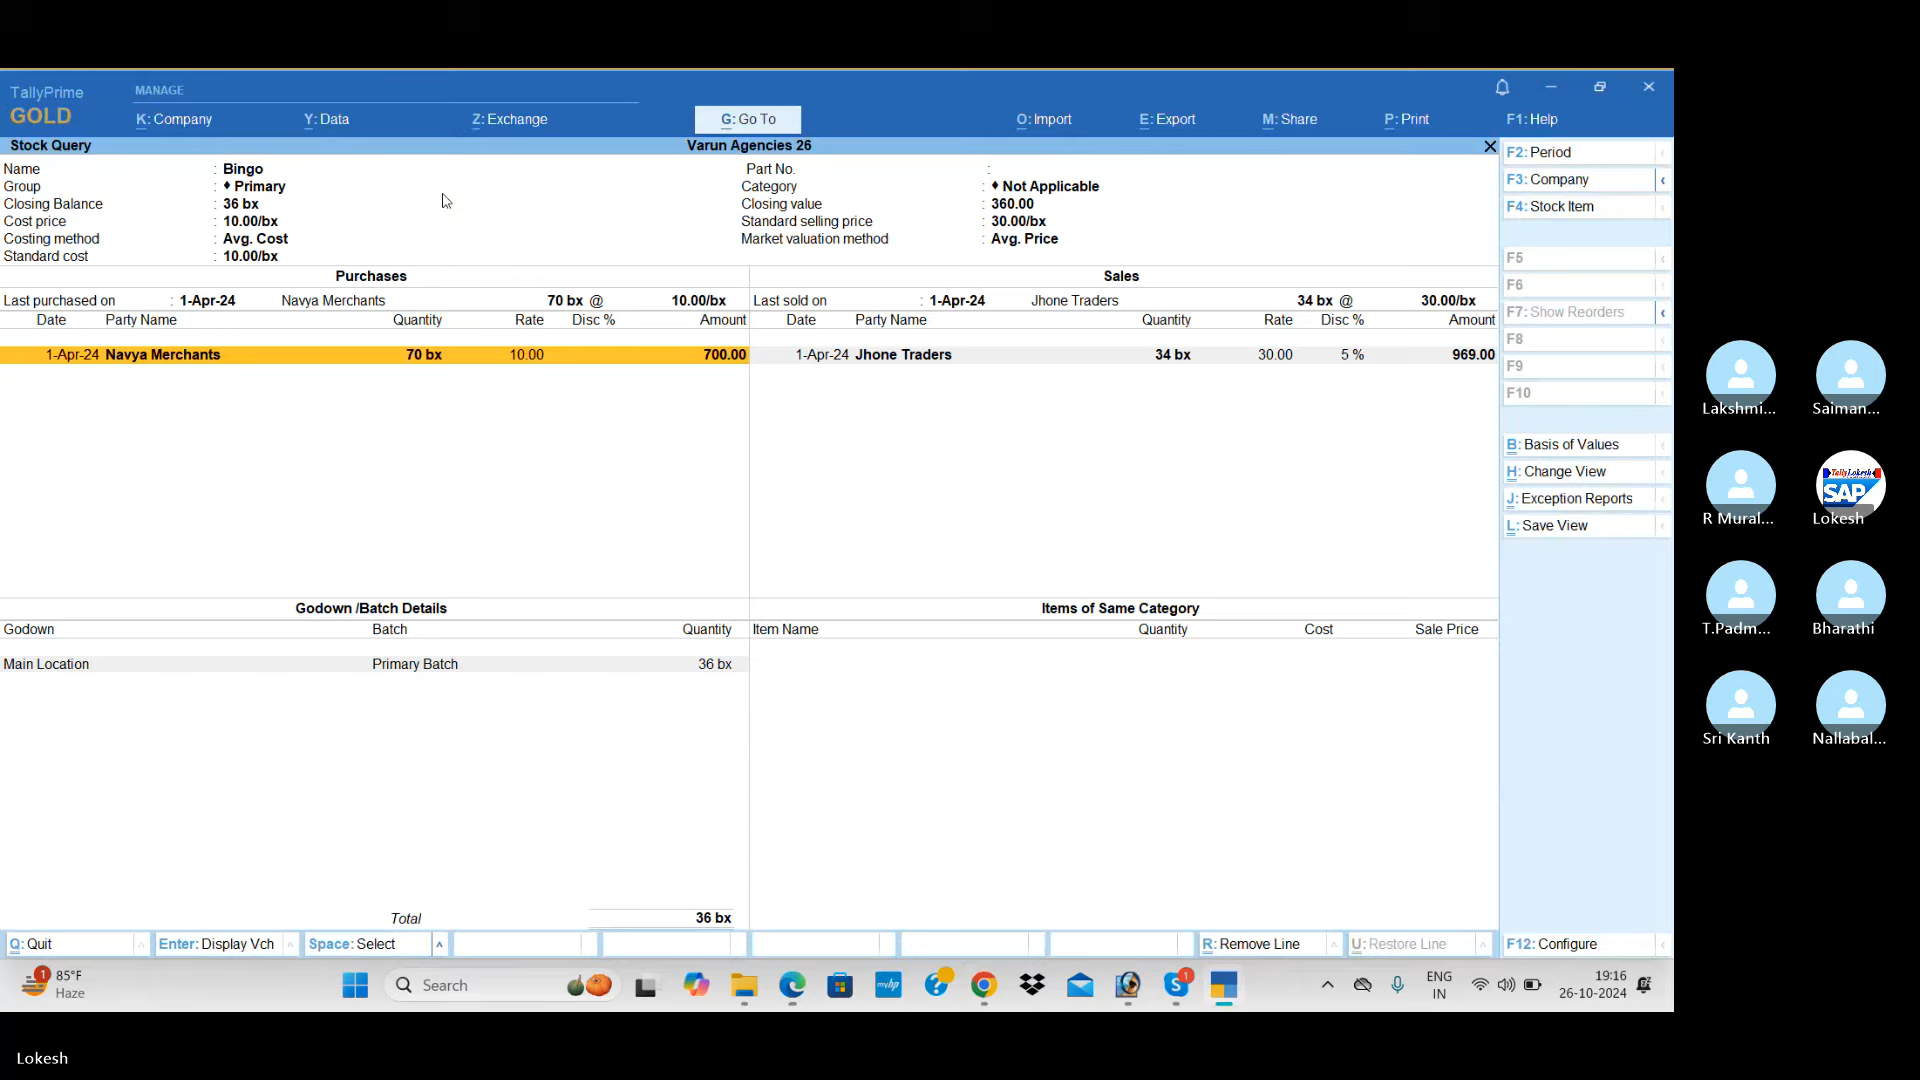 TallyPrime
GOLD
MANAGE
K: Company
Y: Data
Z: Exchange
G: Go To
O: Import
E: Export
M: Share
P: Print
F1: Help
Stock Query
Varun Agencies 26
Name : Bingo
Group : ♦ Primary
Closing Balance : 36 bx
Cost price : 10.00/bx
Costing method : Avg. Cost
Standard cost : 10.00/bx
Part No. :
Category : ♦ Not Applicable
Closing value : 360.00
Standard selling price : 30.00/bx
Market valuation method : Avg. Price
Purchases
Last purchased on : 1-Apr-24 Navya Merchants 70 bx @ 10.00/bx
Date Party Name Quantity Rate Disc % Amount
1-Apr-24 Navya Merchants 70 bx 10.00 700.00
Sales
Last sold on : 1-Apr-24 Jhone Traders 34 bx @ 30.00/bx
Date Party Name Quantity Rate Disc % Amount
1-Apr-24 Jhone Traders 34 bx 30.00 5 % 969.00
Godown /Batch Details
Godown Batch Quantity
Main Location Primary Batch 36 bx
Total 36 bx
Items of Same Category
Item Name Quantity Cost Sale Price
F2: Period
F3: Company
F4: Stock Item
F5
F6
F7: Show Reorders
F8
F9
F10
B: Basis of Values
H: Change View
J: Exception Reports
L: Save View
F12: Configure
Q: Quit
Enter: Display Vch
Space: Select
R: Remove Line
U: Restore Line
1
85°F
Haze
Search
myhp
1
ENG
IN
19:16
26-10-2024
Lakshmi...
Saiman...
R Mural...
TallyLokesh
SAP
Lokesh
T.Padm...
Bharathi
Sri Kanth
Nallabal...
Lokesh